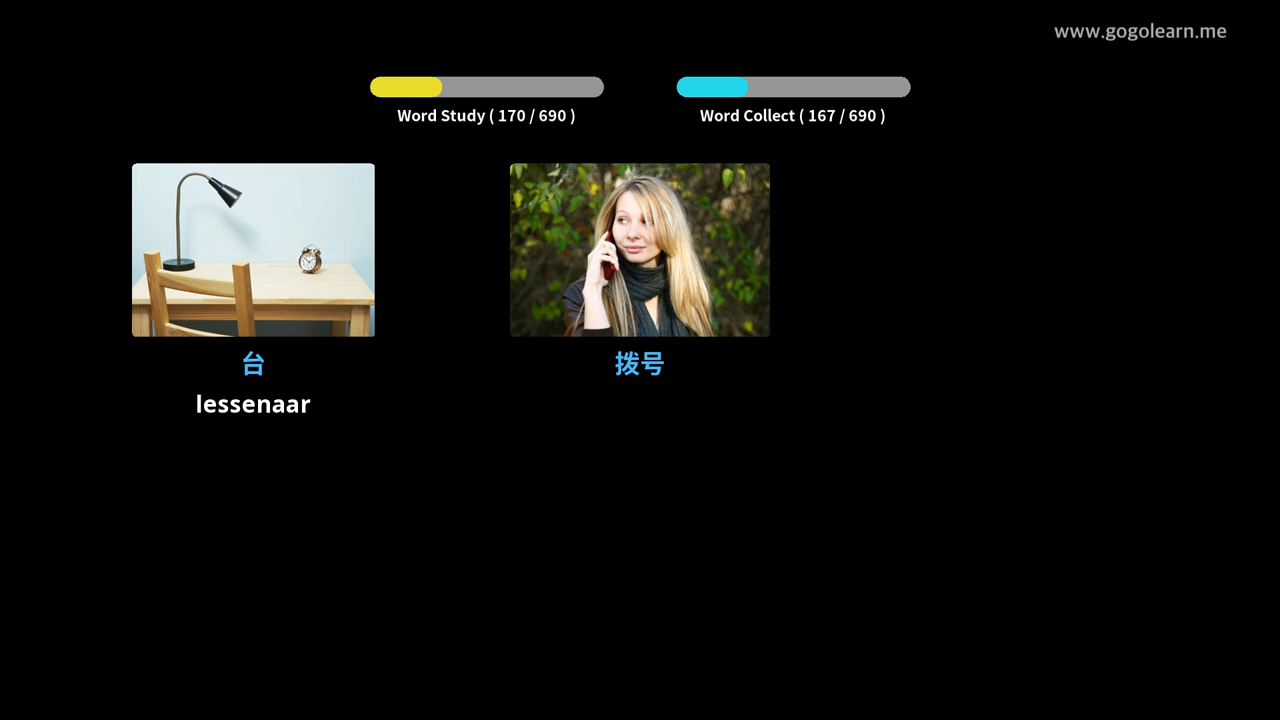 www.gogolearn.me
Word Study ( 170 / 690 )
Word Collect ( 167 / 690 )
台
拨号
lessenaar